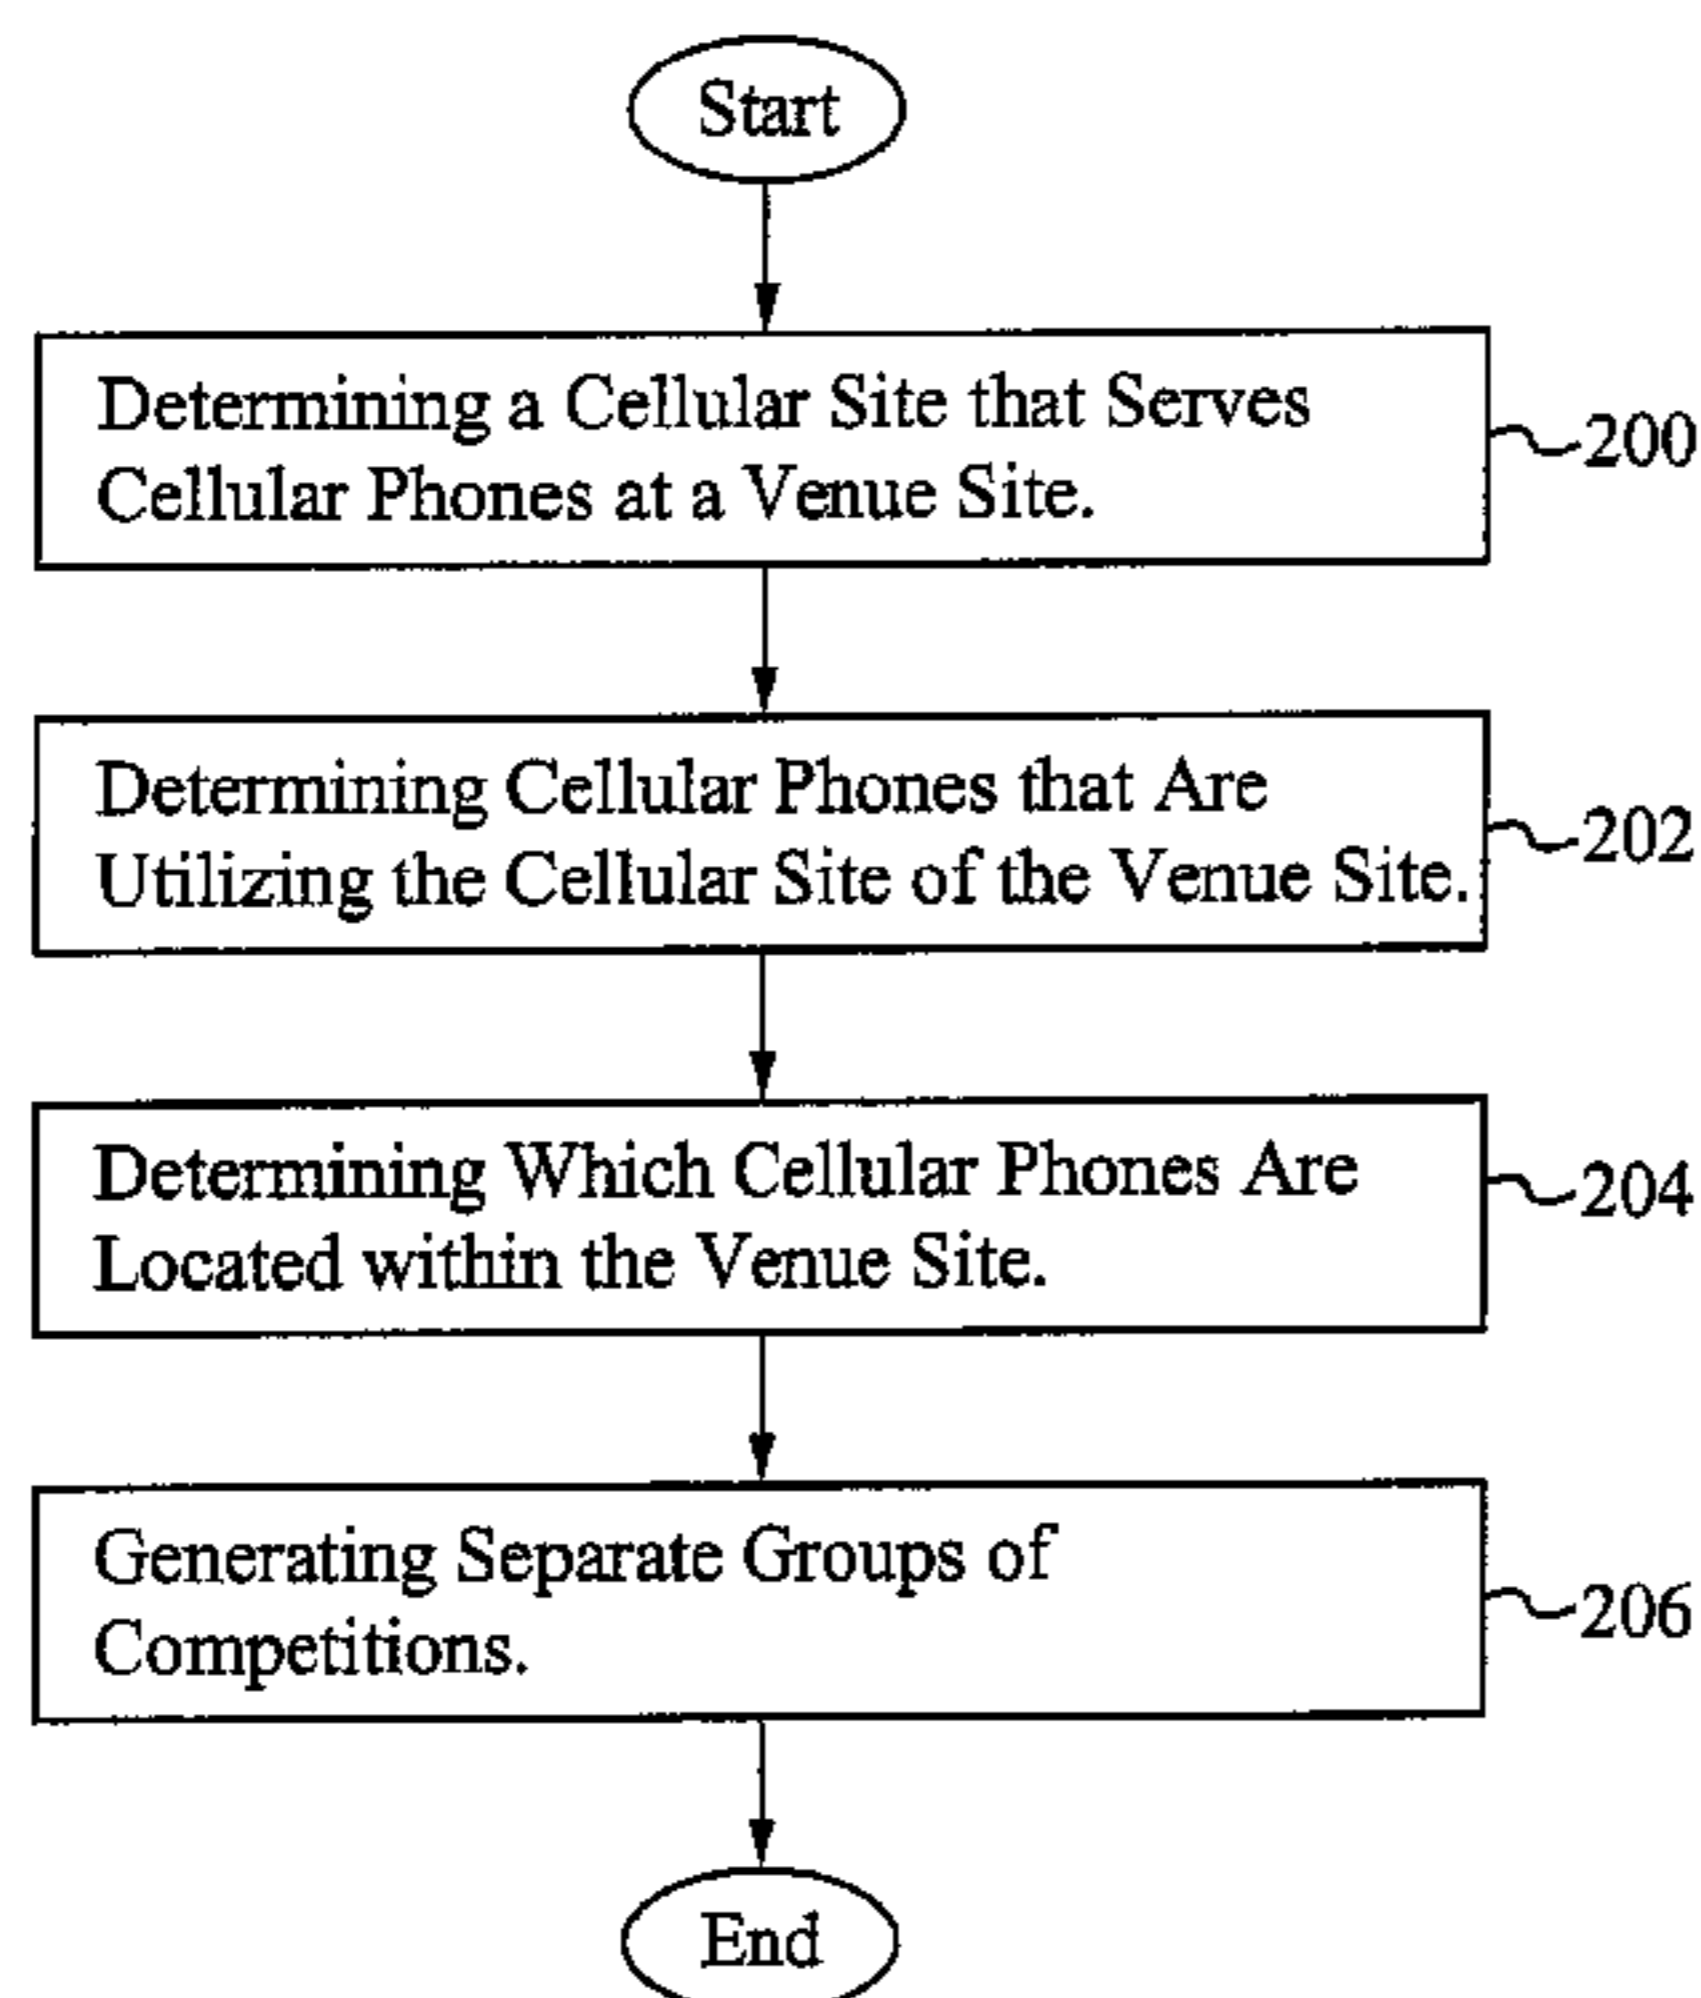 Start
Determining a Cellular Site that Serves
Cellular Phones at a Venue Site.
200
Determining Cellular Phones that Are
Utilizing the Cellular Site of the Venue Site.
202
Determining Which Cellular Phones Are
Located within the Venue Site.
204
Generating Separate Groups of
Competitions.
206
End